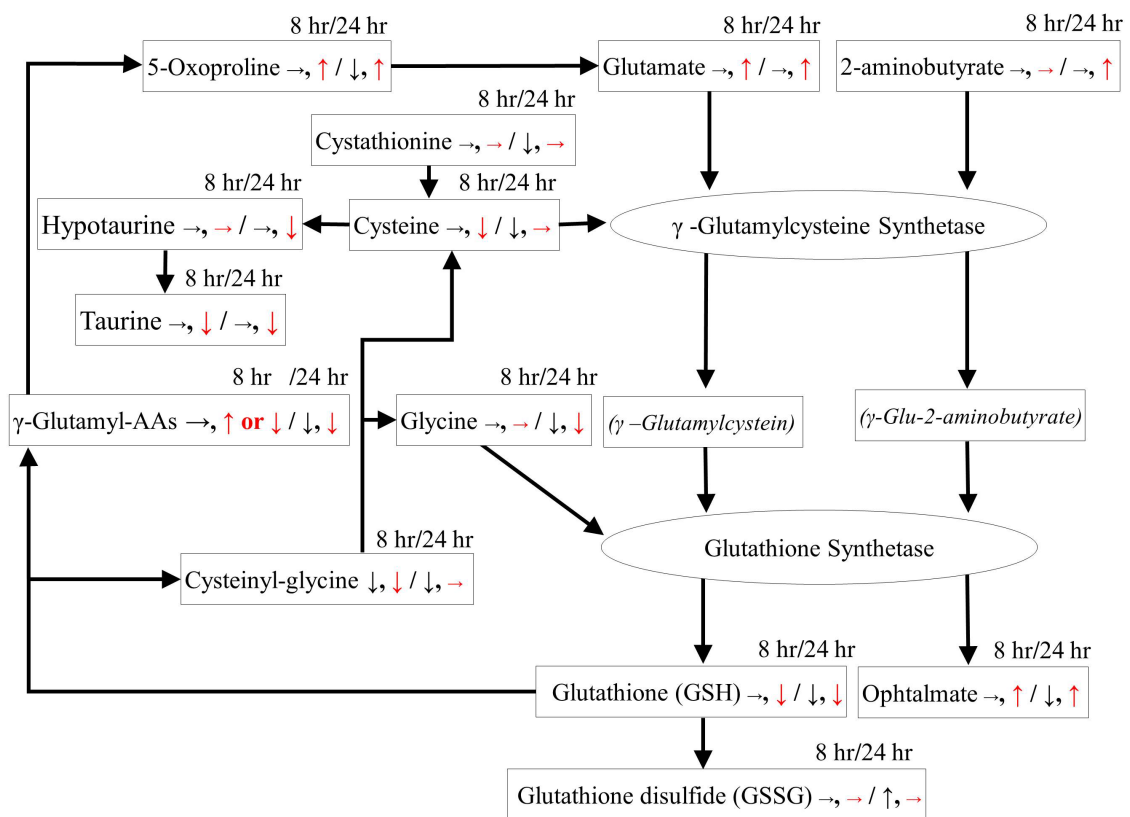 8 hr/24 hr
5-Oxoproline →, ↑ / ↓, ↑
8 hr/24 hr
Glutamate →, ↑ / →, ↑
8 hr/24 hr
2-aminobutyrate →, → / →, ↑
8 hr/24 hr
Cystathionine →, → / ↓, →
8 hr/24 hr
Hypotaurine →, → / →, ↓
8 hr/24 hr
Cysteine →, ↓ / ↓, →
γ -Glutamylcysteine Synthetase
8 hr/24 hr
Taurine →, ↓ / →, ↓
8 hr /24 hr
γ-Glutamyl-AAs →, ↑ or ↓ / ↓, ↓
8 hr/24 hr
Glycine →, → / ↓, ↓
(γ –Glutamylcystein)
(γ-Glu-2-aminobutyrate)
8 hr/24 hr
Cysteinyl-glycine ↓, ↓ / ↓, →
Glutathione Synthetase
8 hr/24 hr
Glutathione (GSH) →, ↓ / ↓, ↓
8 hr/24 hr
Ophtalmate →, ↑ / ↓, ↑
8 hr/24 hr
Glutathione disulfide (GSSG) →, → / ↑, →